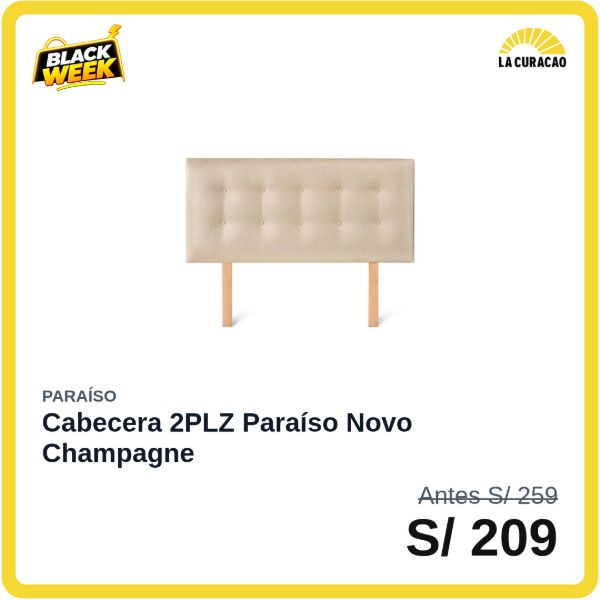 BLACK
WEEK
LA CURACAO
PARAÍSO
Cabecera 2PLZ Paraíso Novo
Champagne
Antes S/ 259
S/ 209